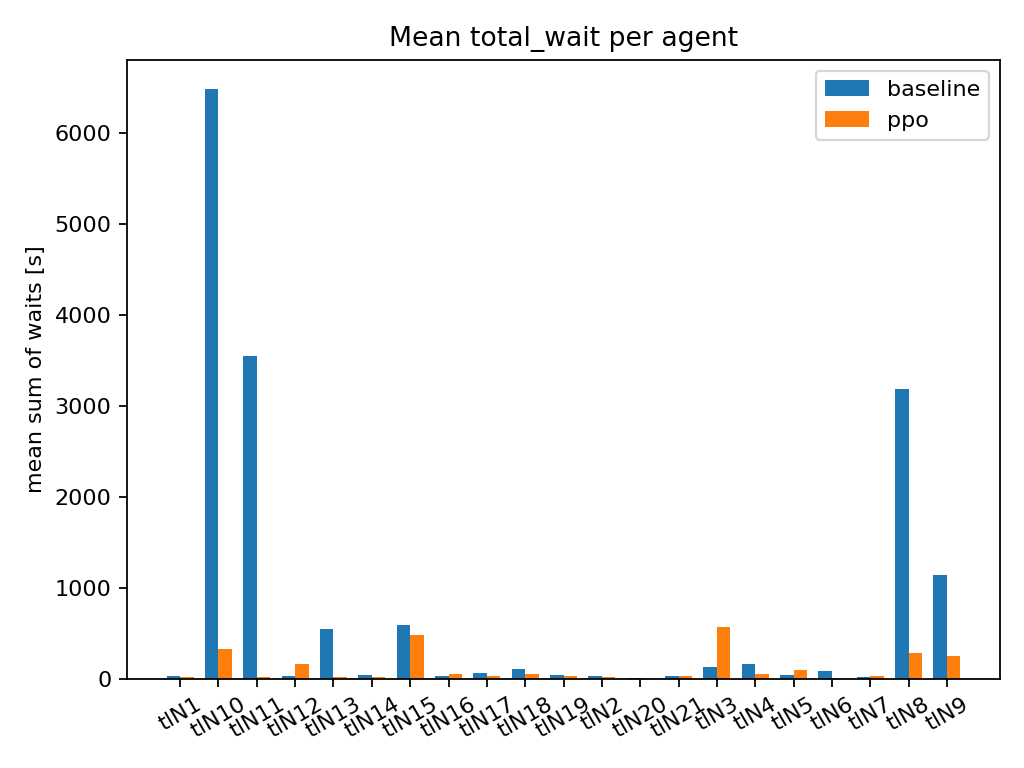 Mean total_wait per agent
baseline
ppo
mean sum of waits [s]
6000
5000
4000
3000
2000
1000
0
tlN1
tlN10
tlN11
tlN12
tlN13
tlN14
tlN15
tlN16
tlN17
tlN18
tlN19
tlN2
tlN20
tlN21
tlN3
tlN4
tlN5
tlN6
tlN7
tlN8
tlN9